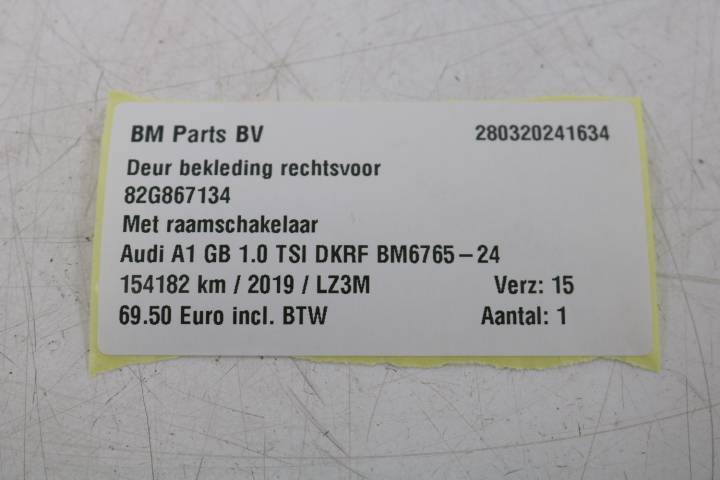 BM Parts BV 280320241634
Deur bekleding rechtsvoor
82G867134
Met raamschakelaar
Audi A1 GB 1.0 TSI DKRF BM6765-24
154182 km / 2019 / LZ3M Verz: 15
69.50 Euro incl. BTW Aantal: 1